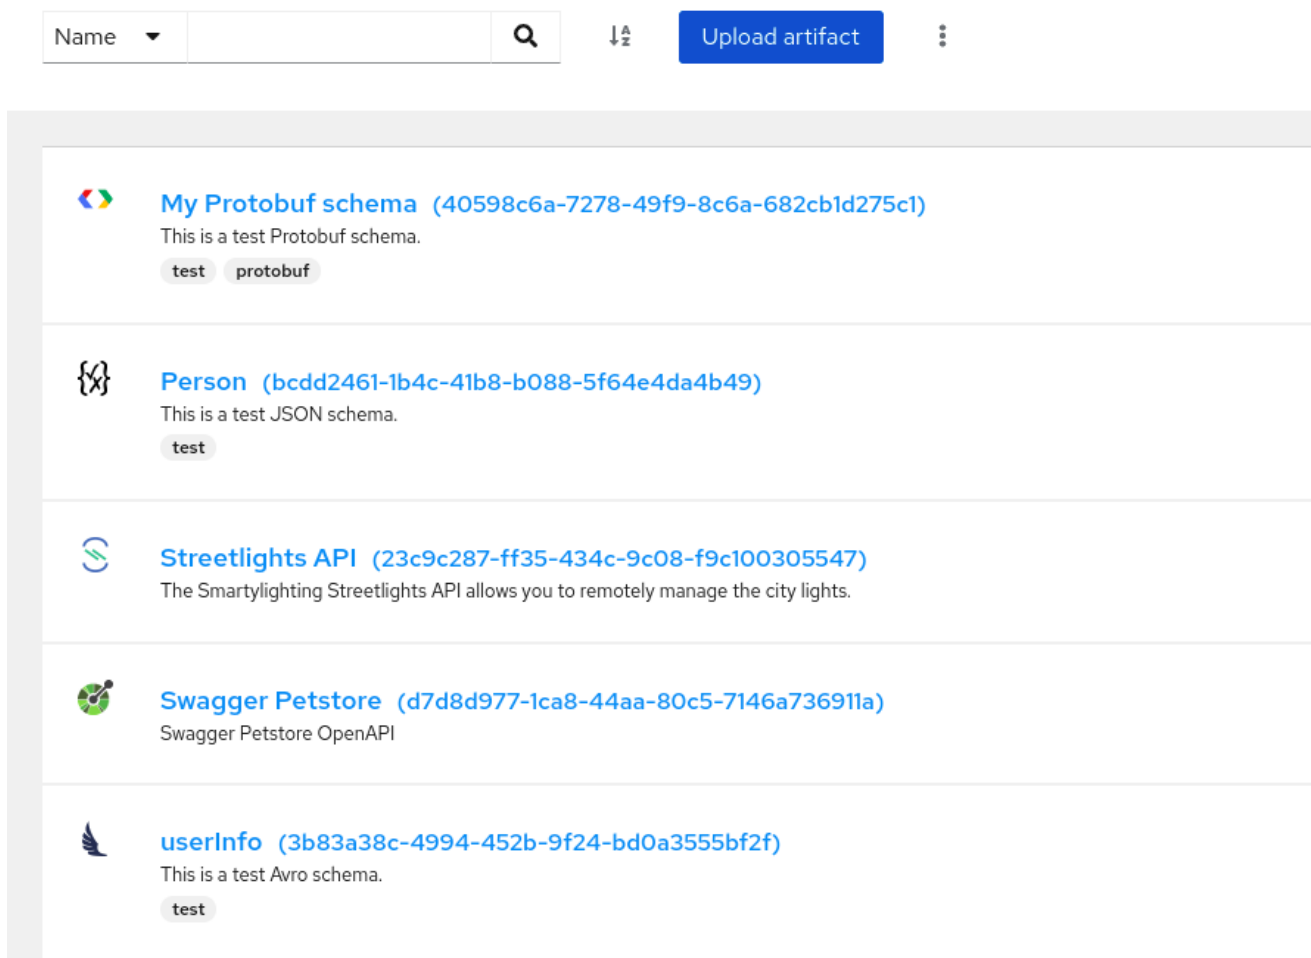 Name Upload artifact
My Protobuf schema (40598c6a-7278-49f9-8c6a-682cb1d275c1)
This is a test Protobuf schema.
test protobuf
Person (bcdd2461-1b4c-41b8-b088-5f64e4da4b49)
This is a test JSON schema.
test
Streetlights API (23c9c287-ff35-434c-9c08-f9c100305547)
The Smartylighting Streetlights API allows you to remotely manage the city lights.
Swagger Petstore (d7d8d977-1ca8-44aa-80c5-7146a736911a)
Swagger Petstore OpenAPI
userInfo (3b83a38c-4994-452b-9f24-bd0a3555bf2f)
This is a test Avro schema.
test